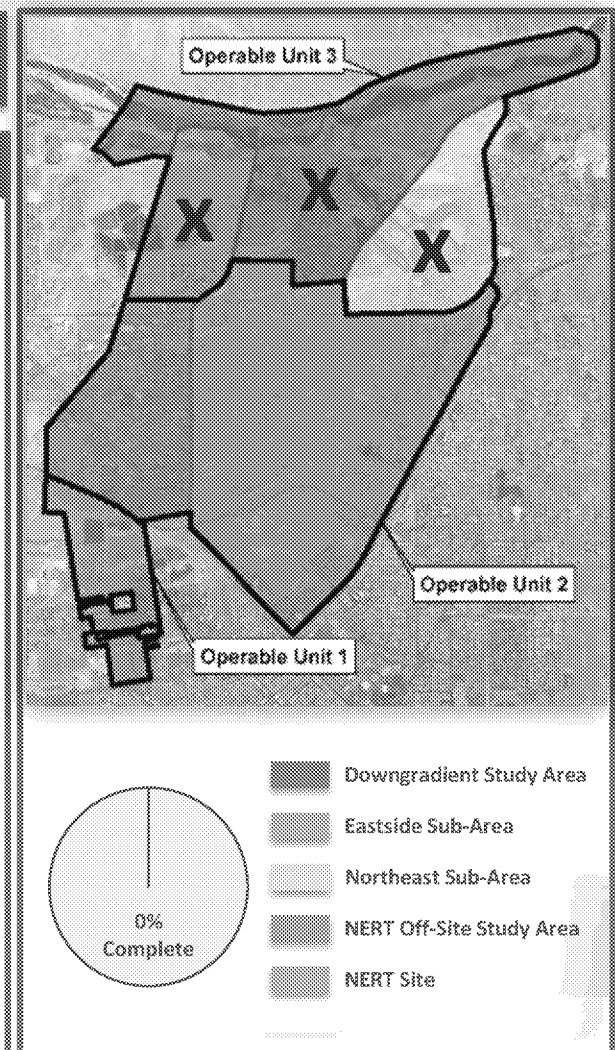 Operable Unit 3
X
X
X
Operable Unit 2
Operable Unit 1
0%
Complete
Downgradient Study Area
Eastside Sub-Area
Northeast Sub-Area
NERT Off-Site Study Area
NERT Site